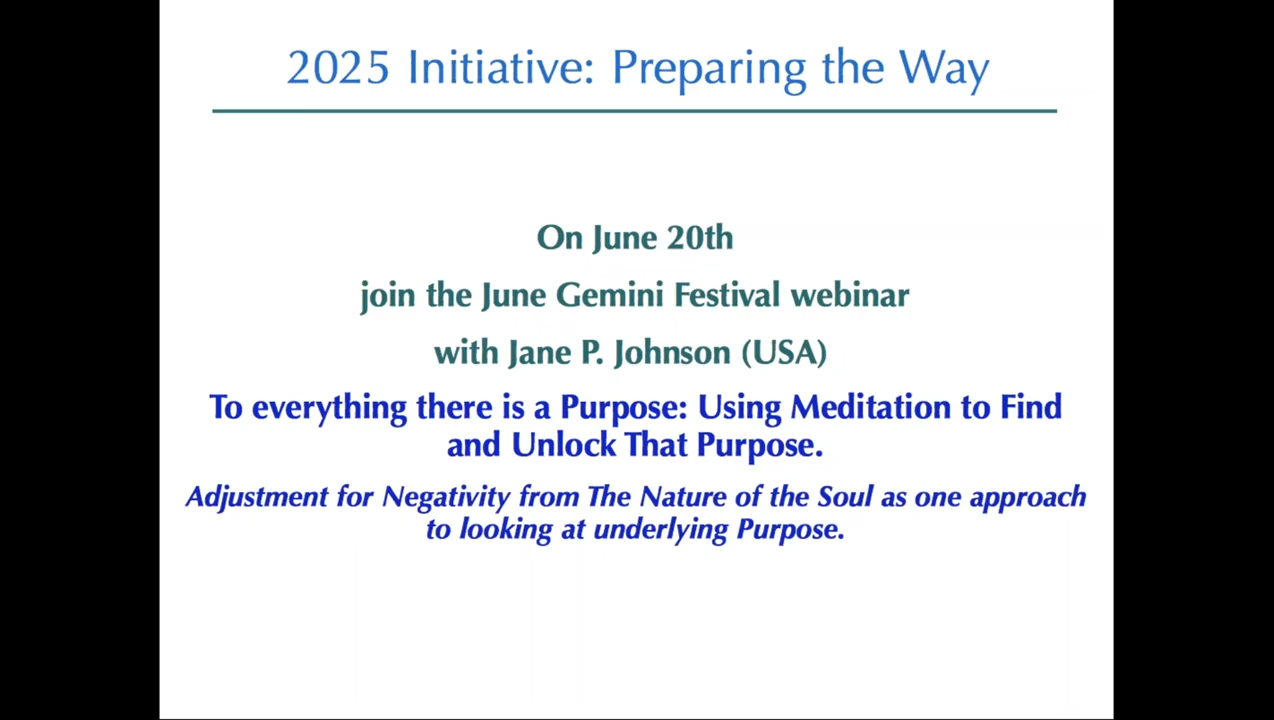 2025 Initiative: Preparing the Way
On June 20th
join the June Gemini Festival webinar
with Jane P. Johnson (USA)
To everything there is a Purpose: Using Meditation to Find
and Unlock That Purpose.
Adjustment for Negativity from The Nature of the Soul as one approach
to looking at underlying Purpose.